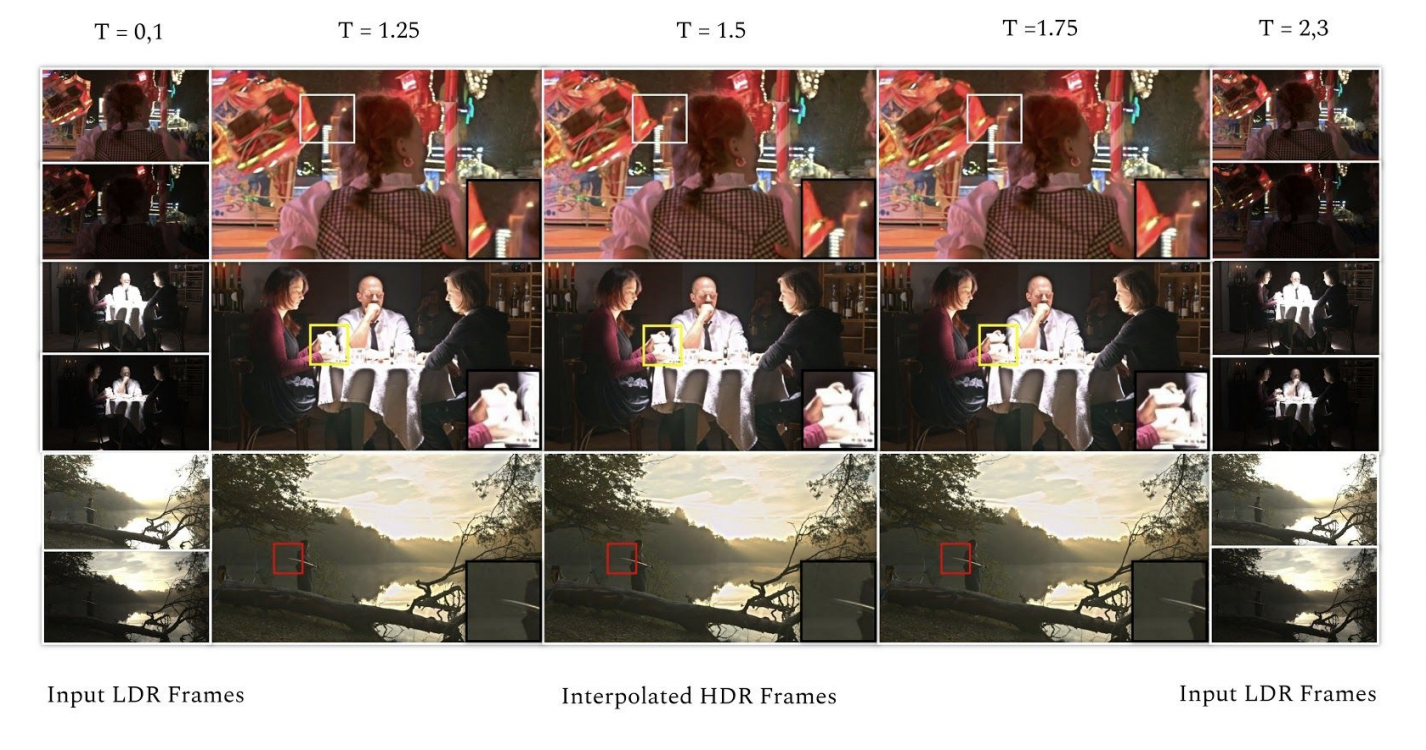 T = 0,1
T = 1.25
T = 1.5
T =1.75
T = 2,3
Input LDR Frames
Interpolated HDR Frames
Input LDR Frames